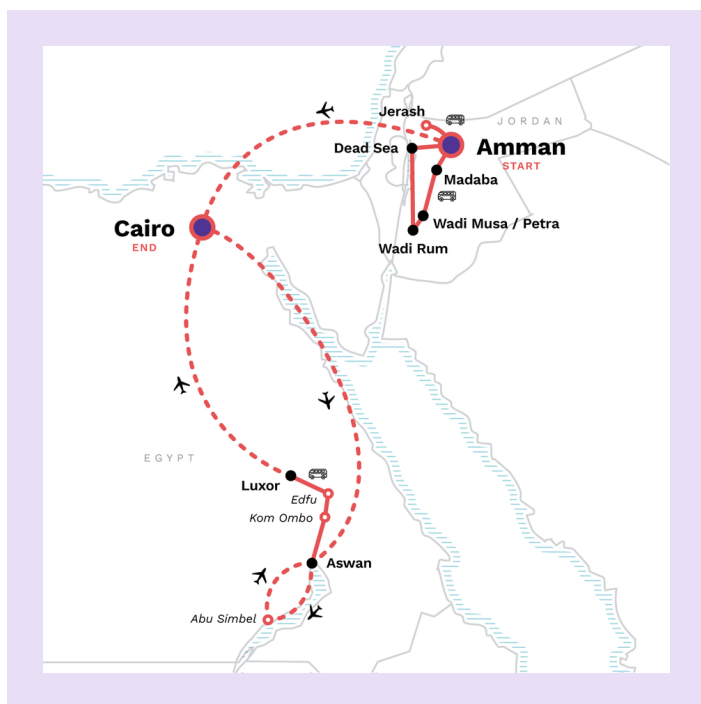 Jerash
JORDAN
Dead Sea
Amman
START
Madaba
Cairo
END
Wadi Musa / Petra
Wadi Rum
EGYPT
Luxor
Edfu
Kom Ombo
Aswan
Abu Simbel